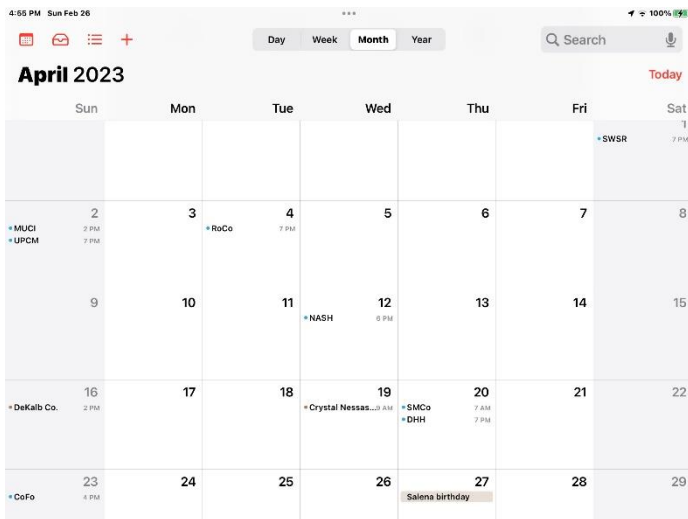 4:55 PM Sun Feb 26
100%
Day Week Month Year
Search
April 2023
Today
Sun Mon Tue Wed Thu Fri Sat
1
SWSR 7 PM
2 3 4 5 6 7 8
MUCI 2 PM RoCo 7 PM
UPCM 7 PM
9 10 11 12 13 14 15
NASH 6 PM
16 17 18 19 20 21 22
DeKalb Co. 2 PM Crystal Nessas...9 AM SMCo 7 AM
DHH 7 PM
23 24 25 26 27 28 29
CoFo 4 PM Salena birthday